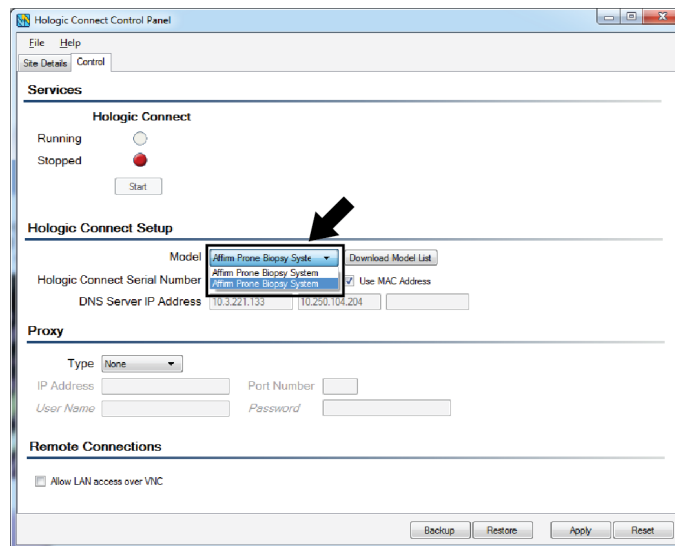 Hologic Connect Control Panel
File Help
Site Details Control
Services
Hologic Connect
Running
Stopped
Start
Hologic Connect Setup
Model Affirm Prone Biopsy Syste Download Model List
Affirm Prone Biopsy System
Hologic Connect Serial Number Affirm Prone Biopsy System Use MAC Address
DNS Server IP Address 10.3.221.133 10.250.104.204
Proxy
Type None
IP Address Port Number
User Name Password
Remote Connections
Allow LAN access over VNC
Backup Restore Apply Reset